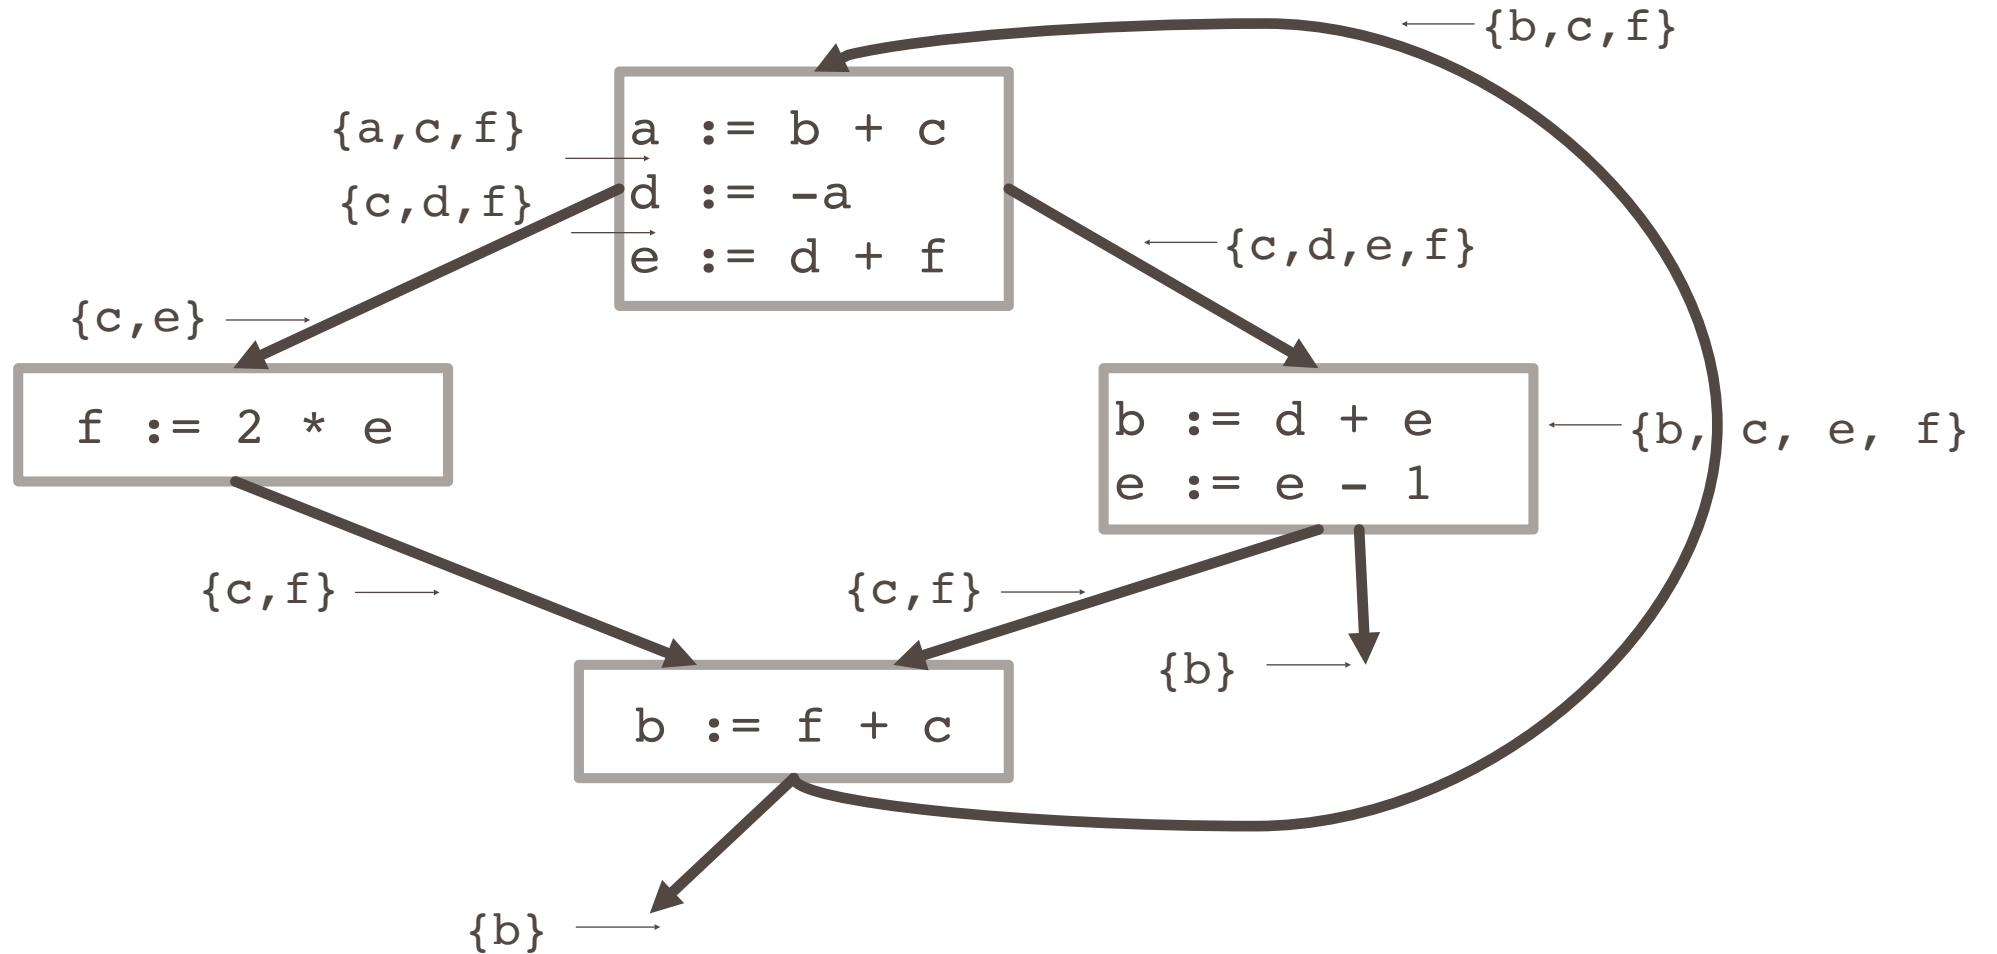 {b,c,f}
{a,c,f}
a := b + c
{c,d,f}
d := -a
e := d + f
{c,d,e,f}
{c,e}
f := 2 * e
b := d + e
e := e - 1
{b, c, e, f}
{c,f}
{c,f}
{b}
b := f + c
{b}